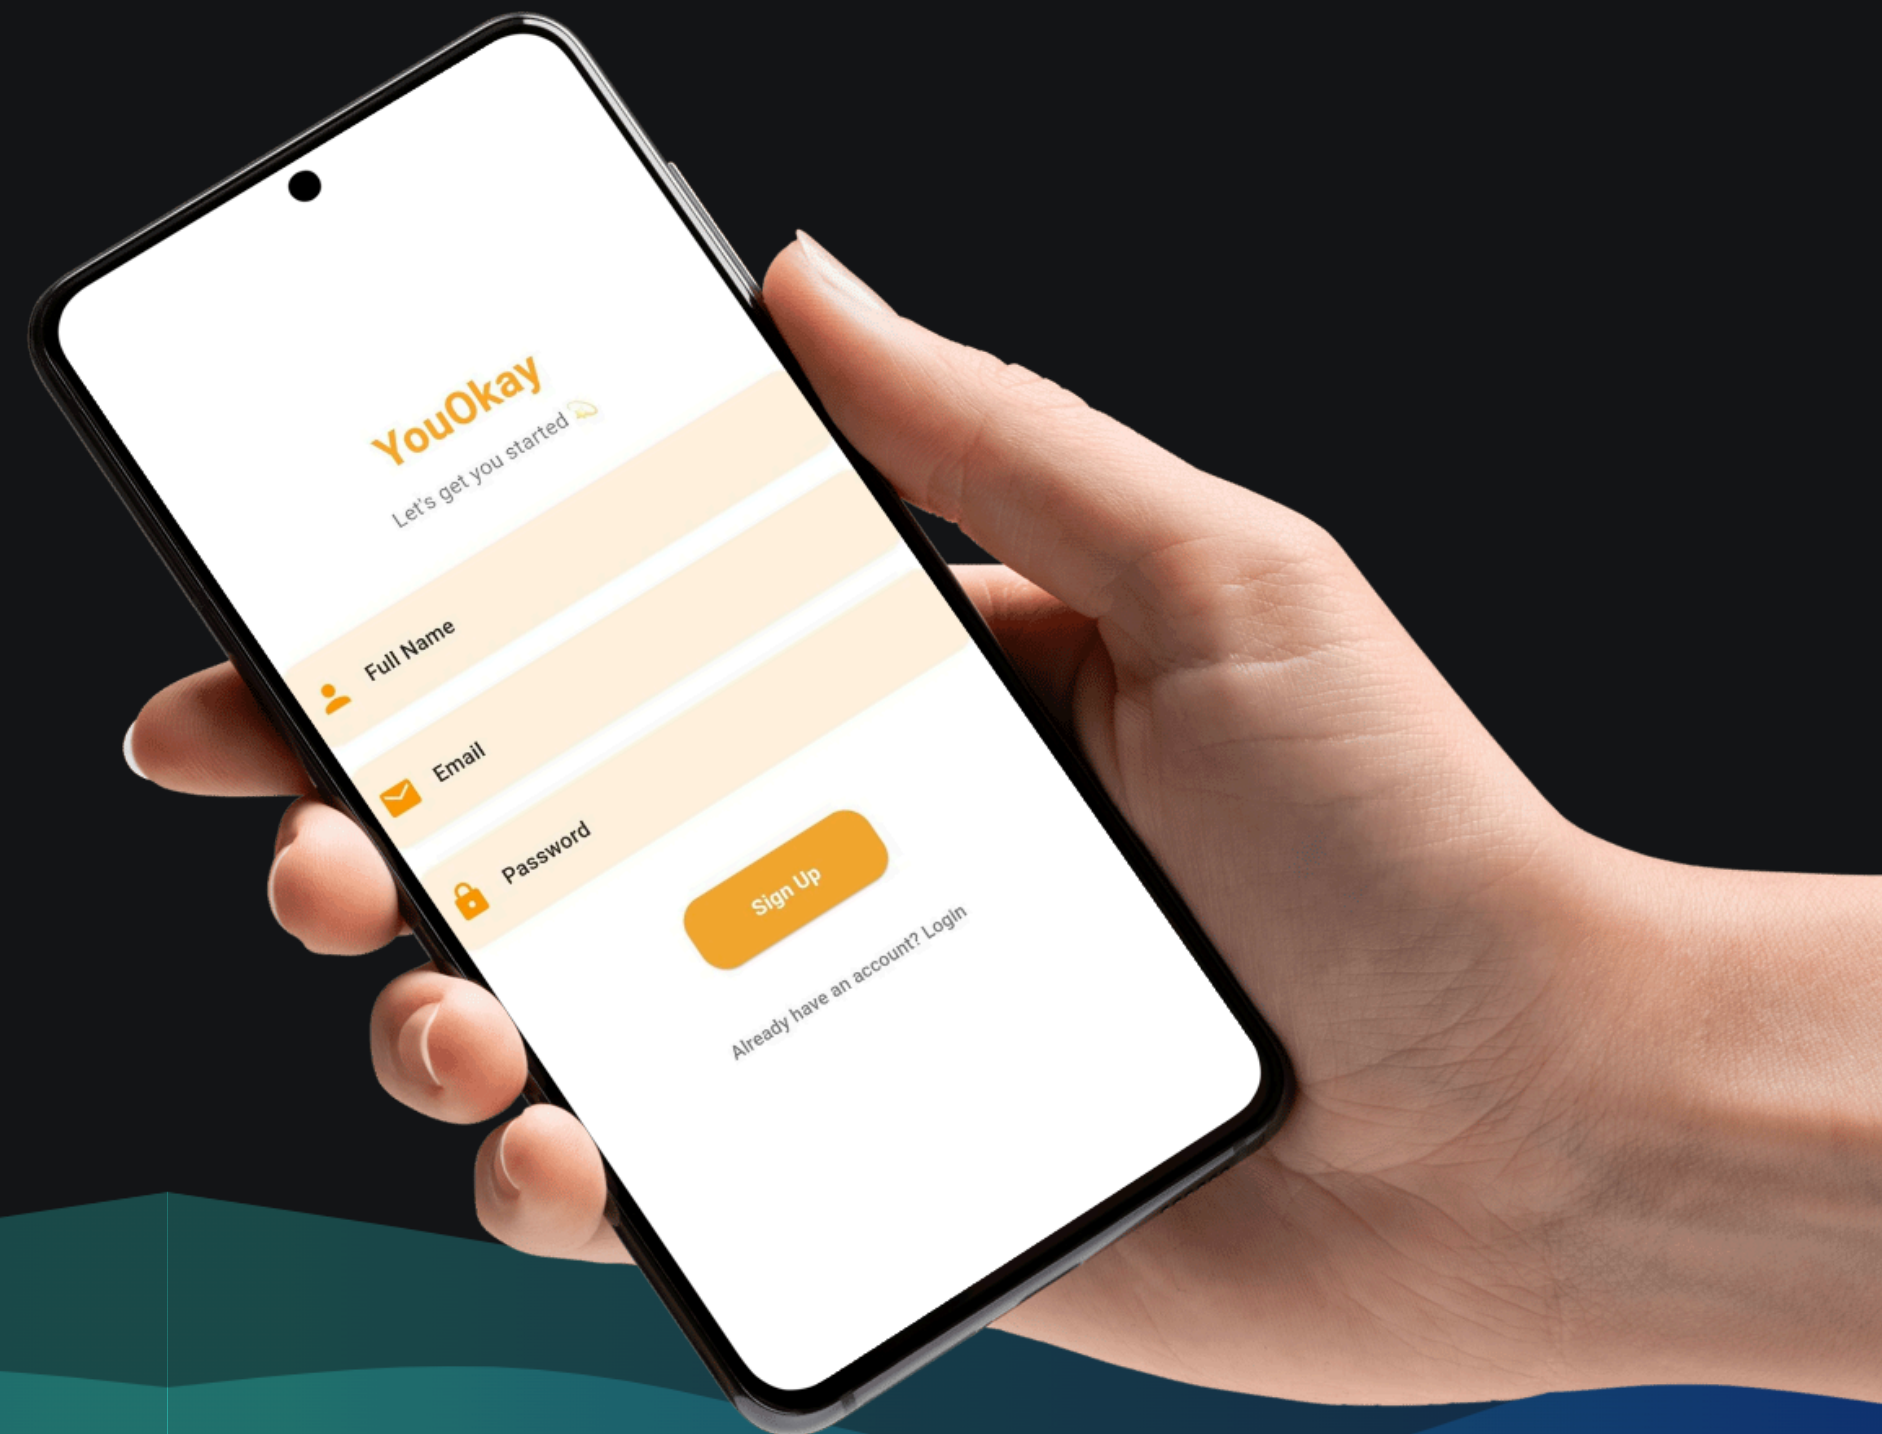 YouOkay
Let's get you started 💫
Full Name
Email
Password
Sign Up
Already have an account? Login